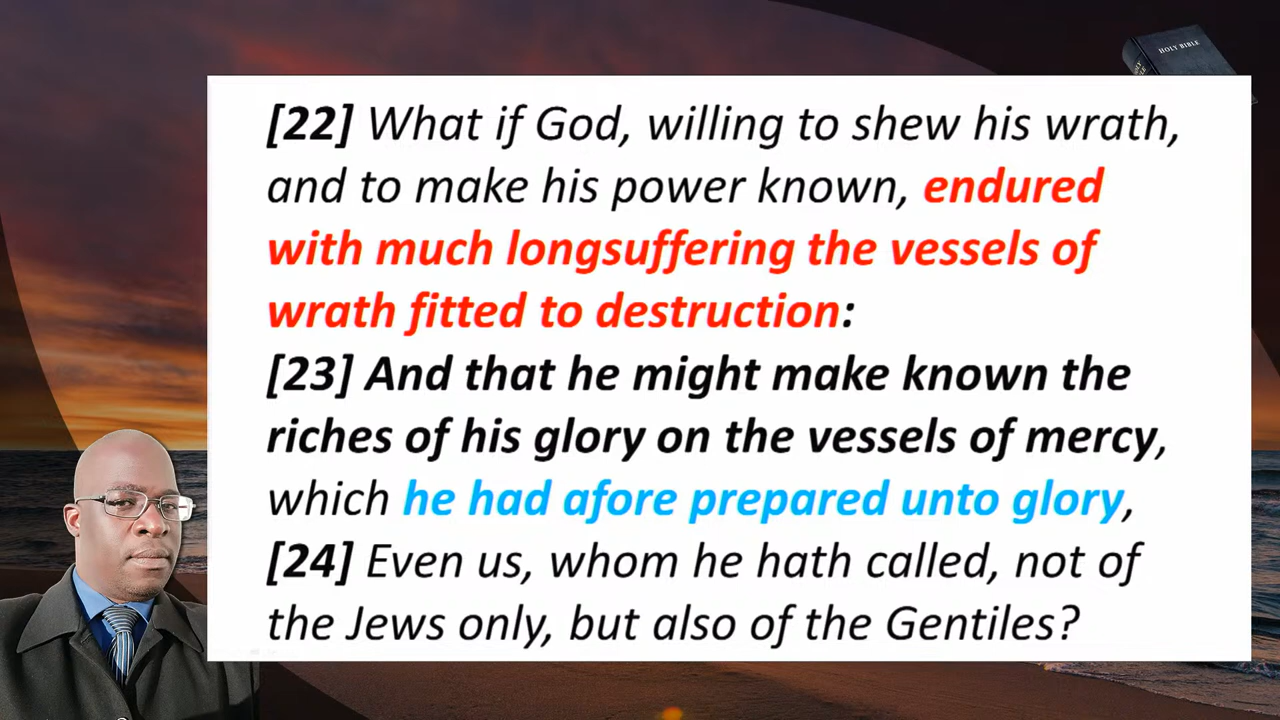 HOLY BIBLE
[22] What if God, willing to shew his wrath,
and to make his power known, endured
with much longsuffering the vessels of
wrath fitted to destruction:
[23] And that he might make known the
riches of his glory on the vessels of mercy,
which he had afore prepared unto glory,
[24] Even us, whom he hath called, not of
the Jews only, but also of the Gentiles?